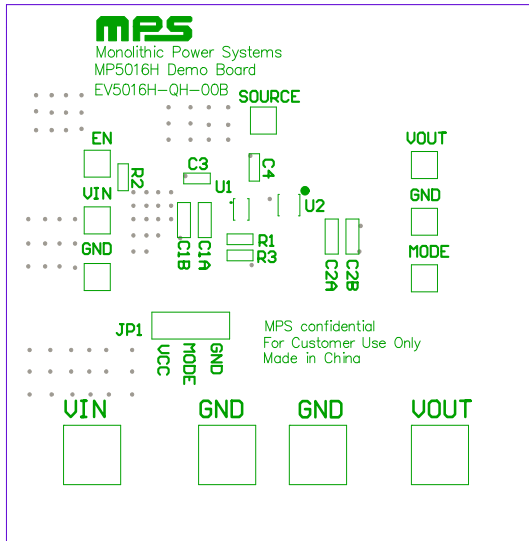 MPS
Monolithic Power Systems
MP5016H Demo Board
EV5016H-QH-00B
SOURCE
EN
VOUT
R2
C3
C4
VIN
U1
U2
GND
C1B
C1A
R1
R3
GND
C2A
C2B
MODE
JP1
VCC
MODE
GND
MPS confidential
For Customer Use Only
Made in China
VIN
GND
GND
VOUT